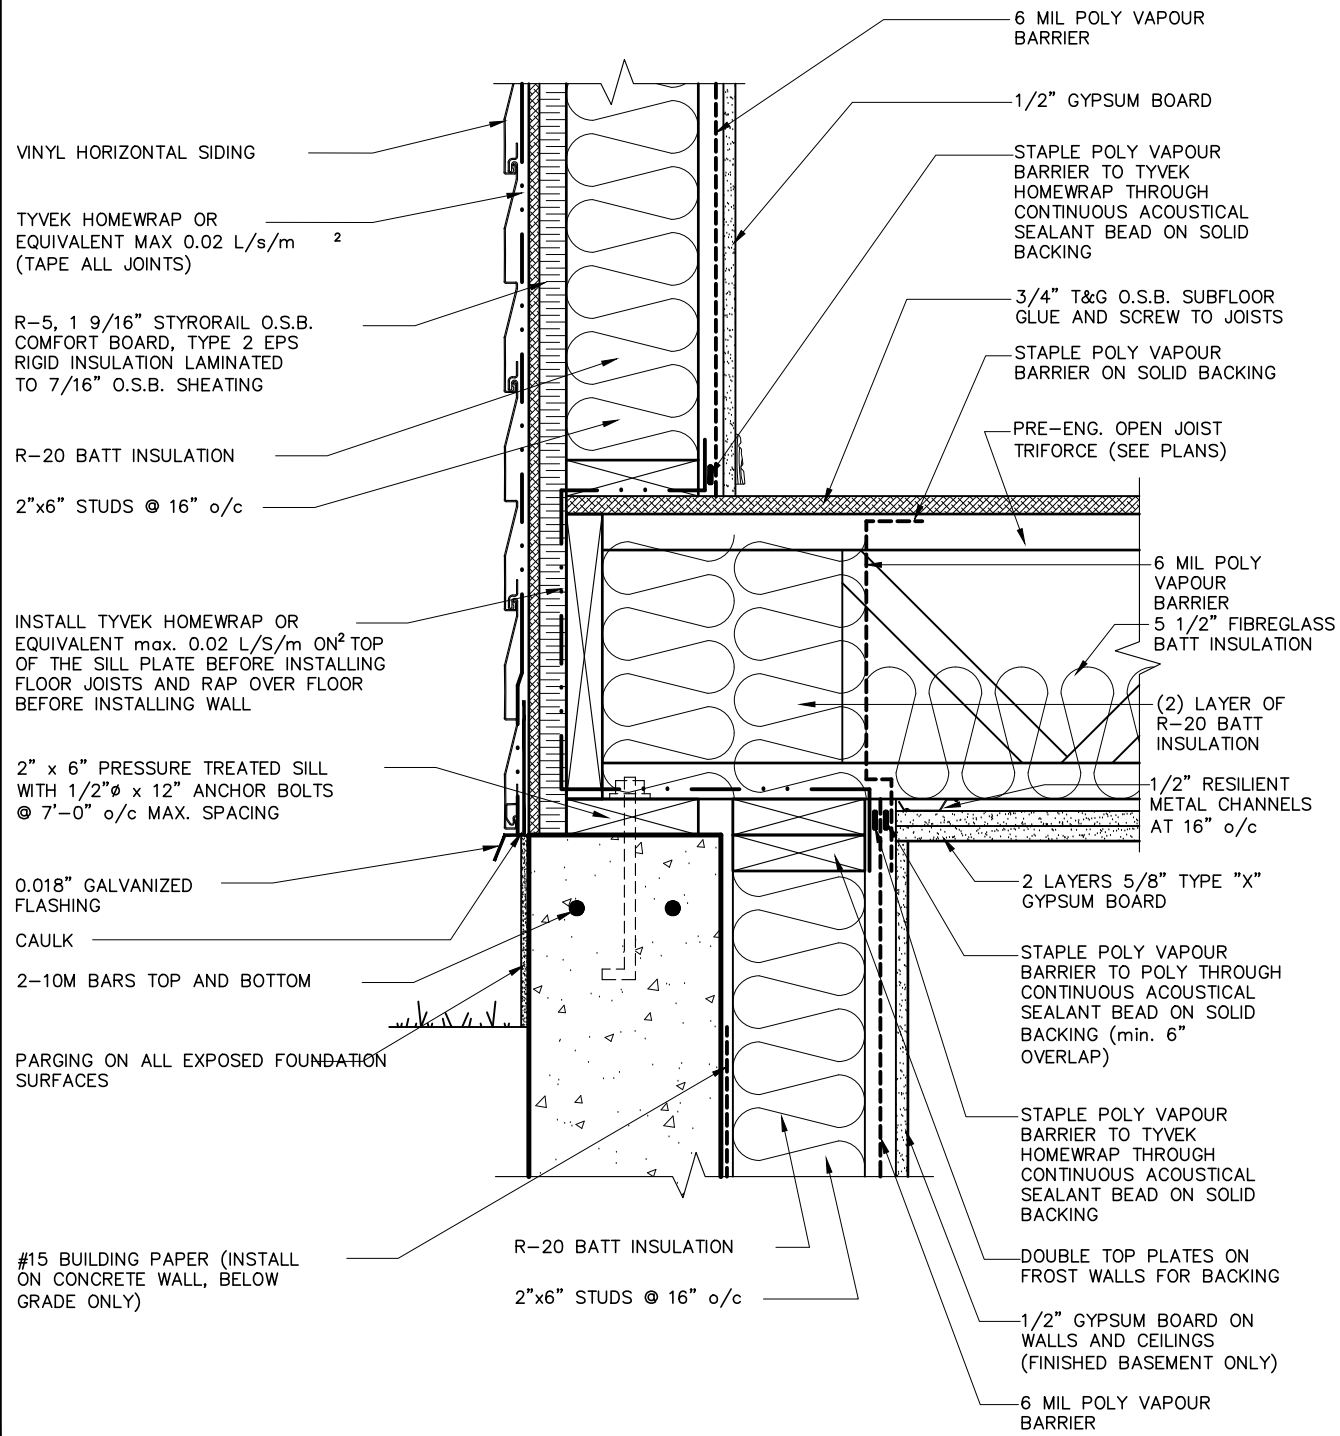 VINYL HORIZONTAL SIDING
TYVEK HOMEWRAP OR
EQUIVALENT MAX 0.02 L/s/m 2
(TAPE ALL JOINTS)
R-5, 1 9/16" STYRORAIL O.S.B.
COMFORT BOARD, TYPE 2 EPS
RIGID INSULATION LAMINATED
TO 7/16" O.S.B. SHEATING
R-20 BATT INSULATION
2"x6" STUDS @ 16" o/c
INSTALL TYVEK HOMEWRAP OR
EQUIVALENT max. 0.02 L/S/m ON² TOP
OF THE SILL PLATE BEFORE INSTALLING
FLOOR JOISTS AND RAP OVER FLOOR
BEFORE INSTALLING WALL
2" x 6" PRESSURE TREATED SILL
WITH 1/2"ø x 12" ANCHOR BOLTS
@ 7'-0" o/c MAX. SPACING
0.018" GALVANIZED
FLASHING
CAULK
2-10M BARS TOP AND BOTTOM
PARGING ON ALL EXPOSED FOUNDATION
SURFACES
#15 BUILDING PAPER (INSTALL
ON CONCRETE WALL, BELOW
GRADE ONLY)
R-20 BATT INSULATION
2"x6" STUDS @ 16" o/c
6 MIL POLY VAPOUR
BARRIER
1/2" GYPSUM BOARD
STAPLE POLY VAPOUR
BARRIER TO TYVEK
HOMEWRAP THROUGH
CONTINUOUS ACOUSTICAL
SEALANT BEAD ON SOLID
BACKING
3/4" T&G O.S.B. SUBFLOOR
GLUE AND SCREW TO JOISTS
STAPLE POLY VAPOUR
BARRIER ON SOLID BACKING
PRE-ENG. OPEN JOIST
TRIFORCE (SEE PLANS)
6 MIL POLY
VAPOUR
BARRIER
5 1/2" FIBREGLASS
BATT INSULATION
(2) LAYER OF
R-20 BATT
INSULATION
1/2" RESILIENT
METAL CHANNELS
AT 16" o/c
2 LAYERS 5/8" TYPE "X"
GYPSUM BOARD
STAPLE POLY VAPOUR
BARRIER TO POLY THROUGH
CONTINUOUS ACOUSTICAL
SEALANT BEAD ON SOLID
BACKING (min. 6"
OVERLAP)
STAPLE POLY VAPOUR
BARRIER TO TYVEK
HOMEWRAP THROUGH
CONTINUOUS ACOUSTICAL
SEALANT BEAD ON SOLID
BACKING
DOUBLE TOP PLATES ON
FROST WALLS FOR BACKING
1/2" GYPSUM BOARD ON
WALLS AND CEILINGS
(FINISHED BASEMENT ONLY)
6 MIL POLY VAPOUR
BARRIER